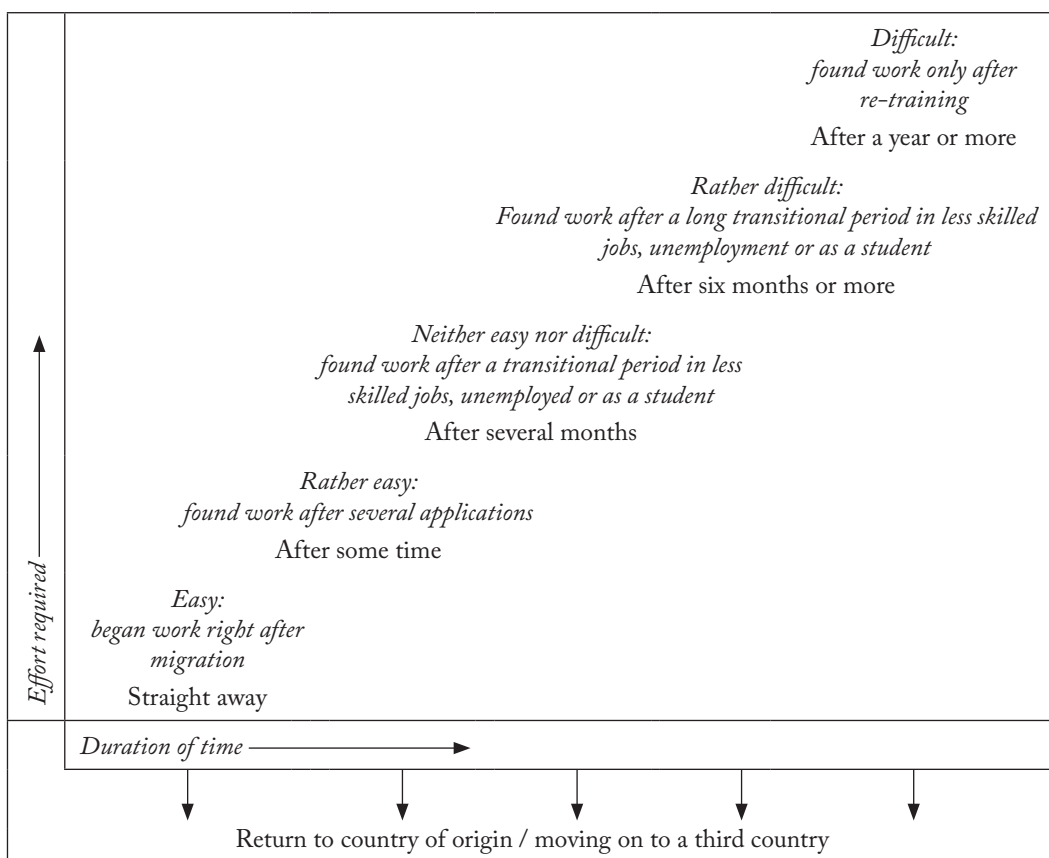 Difficult:
found work only after
re-training
After a year or more
Rather difficult:
Found work after a long transitional period in less skilled
jobs, unemployment or as a student
After six months or more
Neither easy nor difficult:
found work after a transitional period in less
skilled jobs, unemployed or as a student
After several months
Rather easy:
found work after several applications
After some time
Easy:
began work right after
migration
Straight away
Effort required
Duration of time
Return to country of origin / moving on to a third country